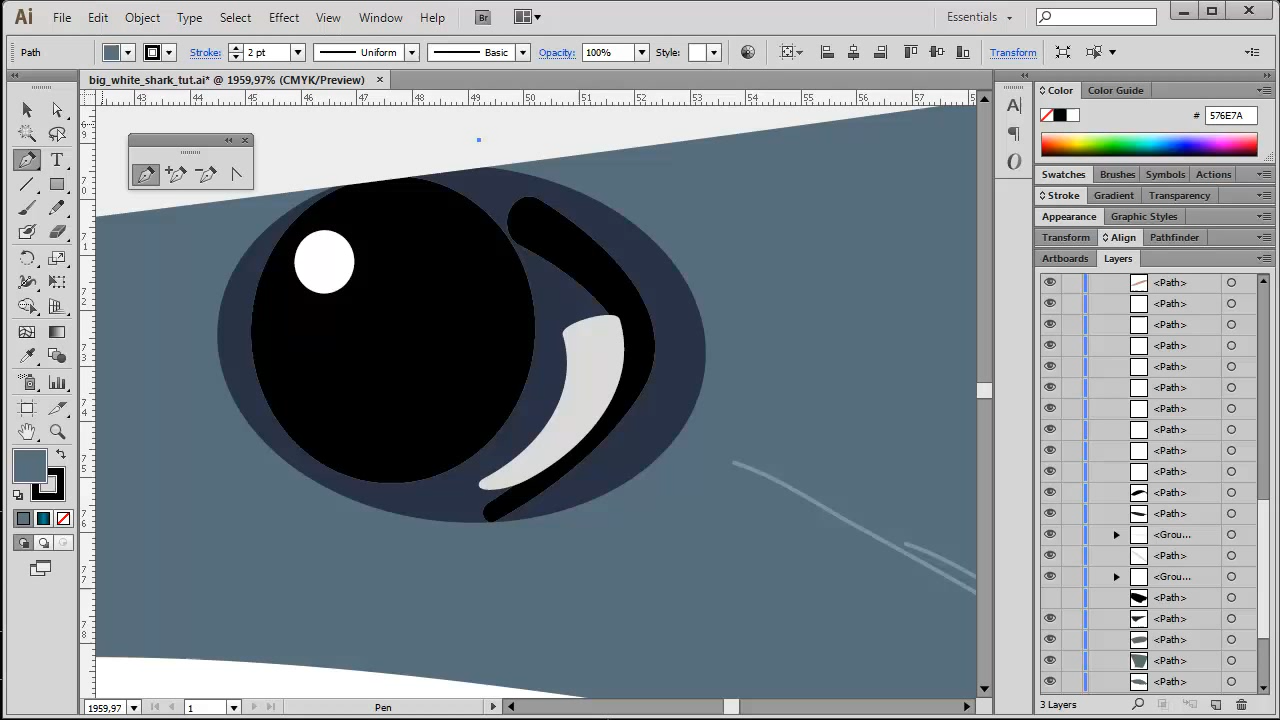 Ai File Edit Object Type Select Effect View Window Help Br Essentials
Path Stroke: 2 pt Uniform Basic Opacity: 100% Style: Transform
big_white_shark_tut.ai* @ 1959,97% (CMYK/Preview)
43 44 45 46 47 48 49 50 51 52 53 54 55 56 57
Color Color Guide
# 576E7A
Swatches Brushes Symbols Actions
Stroke Gradient Transparency
Appearance Graphic Styles
Transform Align Pathfinder
Artboards Layers
<Path>
<Path>
<Path>
<Path>
<Path>
<Path>
<Path>
<Path>
<Path>
<Path>
<Path>
<Path>
<Grou...
<Path>
<Grou...
<Path>
<Path>
<Path>
<Path>
<Path>
3 Layers
1959,97 1 Pen